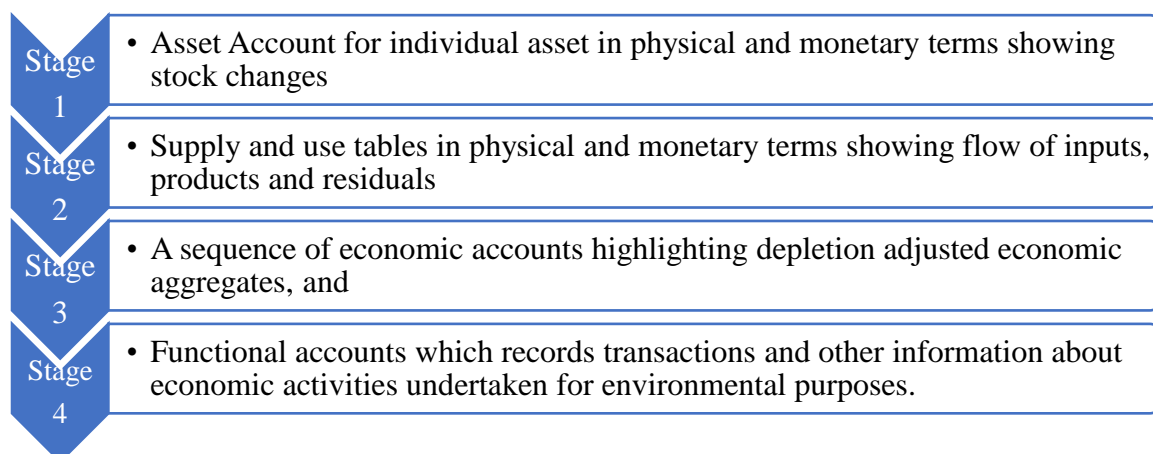 Stage
1
• Asset Account for individual asset in physical and monetary terms showing
stock changes
Stage
2
• Supply and use tables in physical and monetary terms showing flow of inputs,
products and residuals
Stage
3
• A sequence of economic accounts highlighting depletion adjusted economic
aggregates, and
Stage
4
• Functional accounts which records transactions and other information about
economic activities undertaken for environmental purposes.